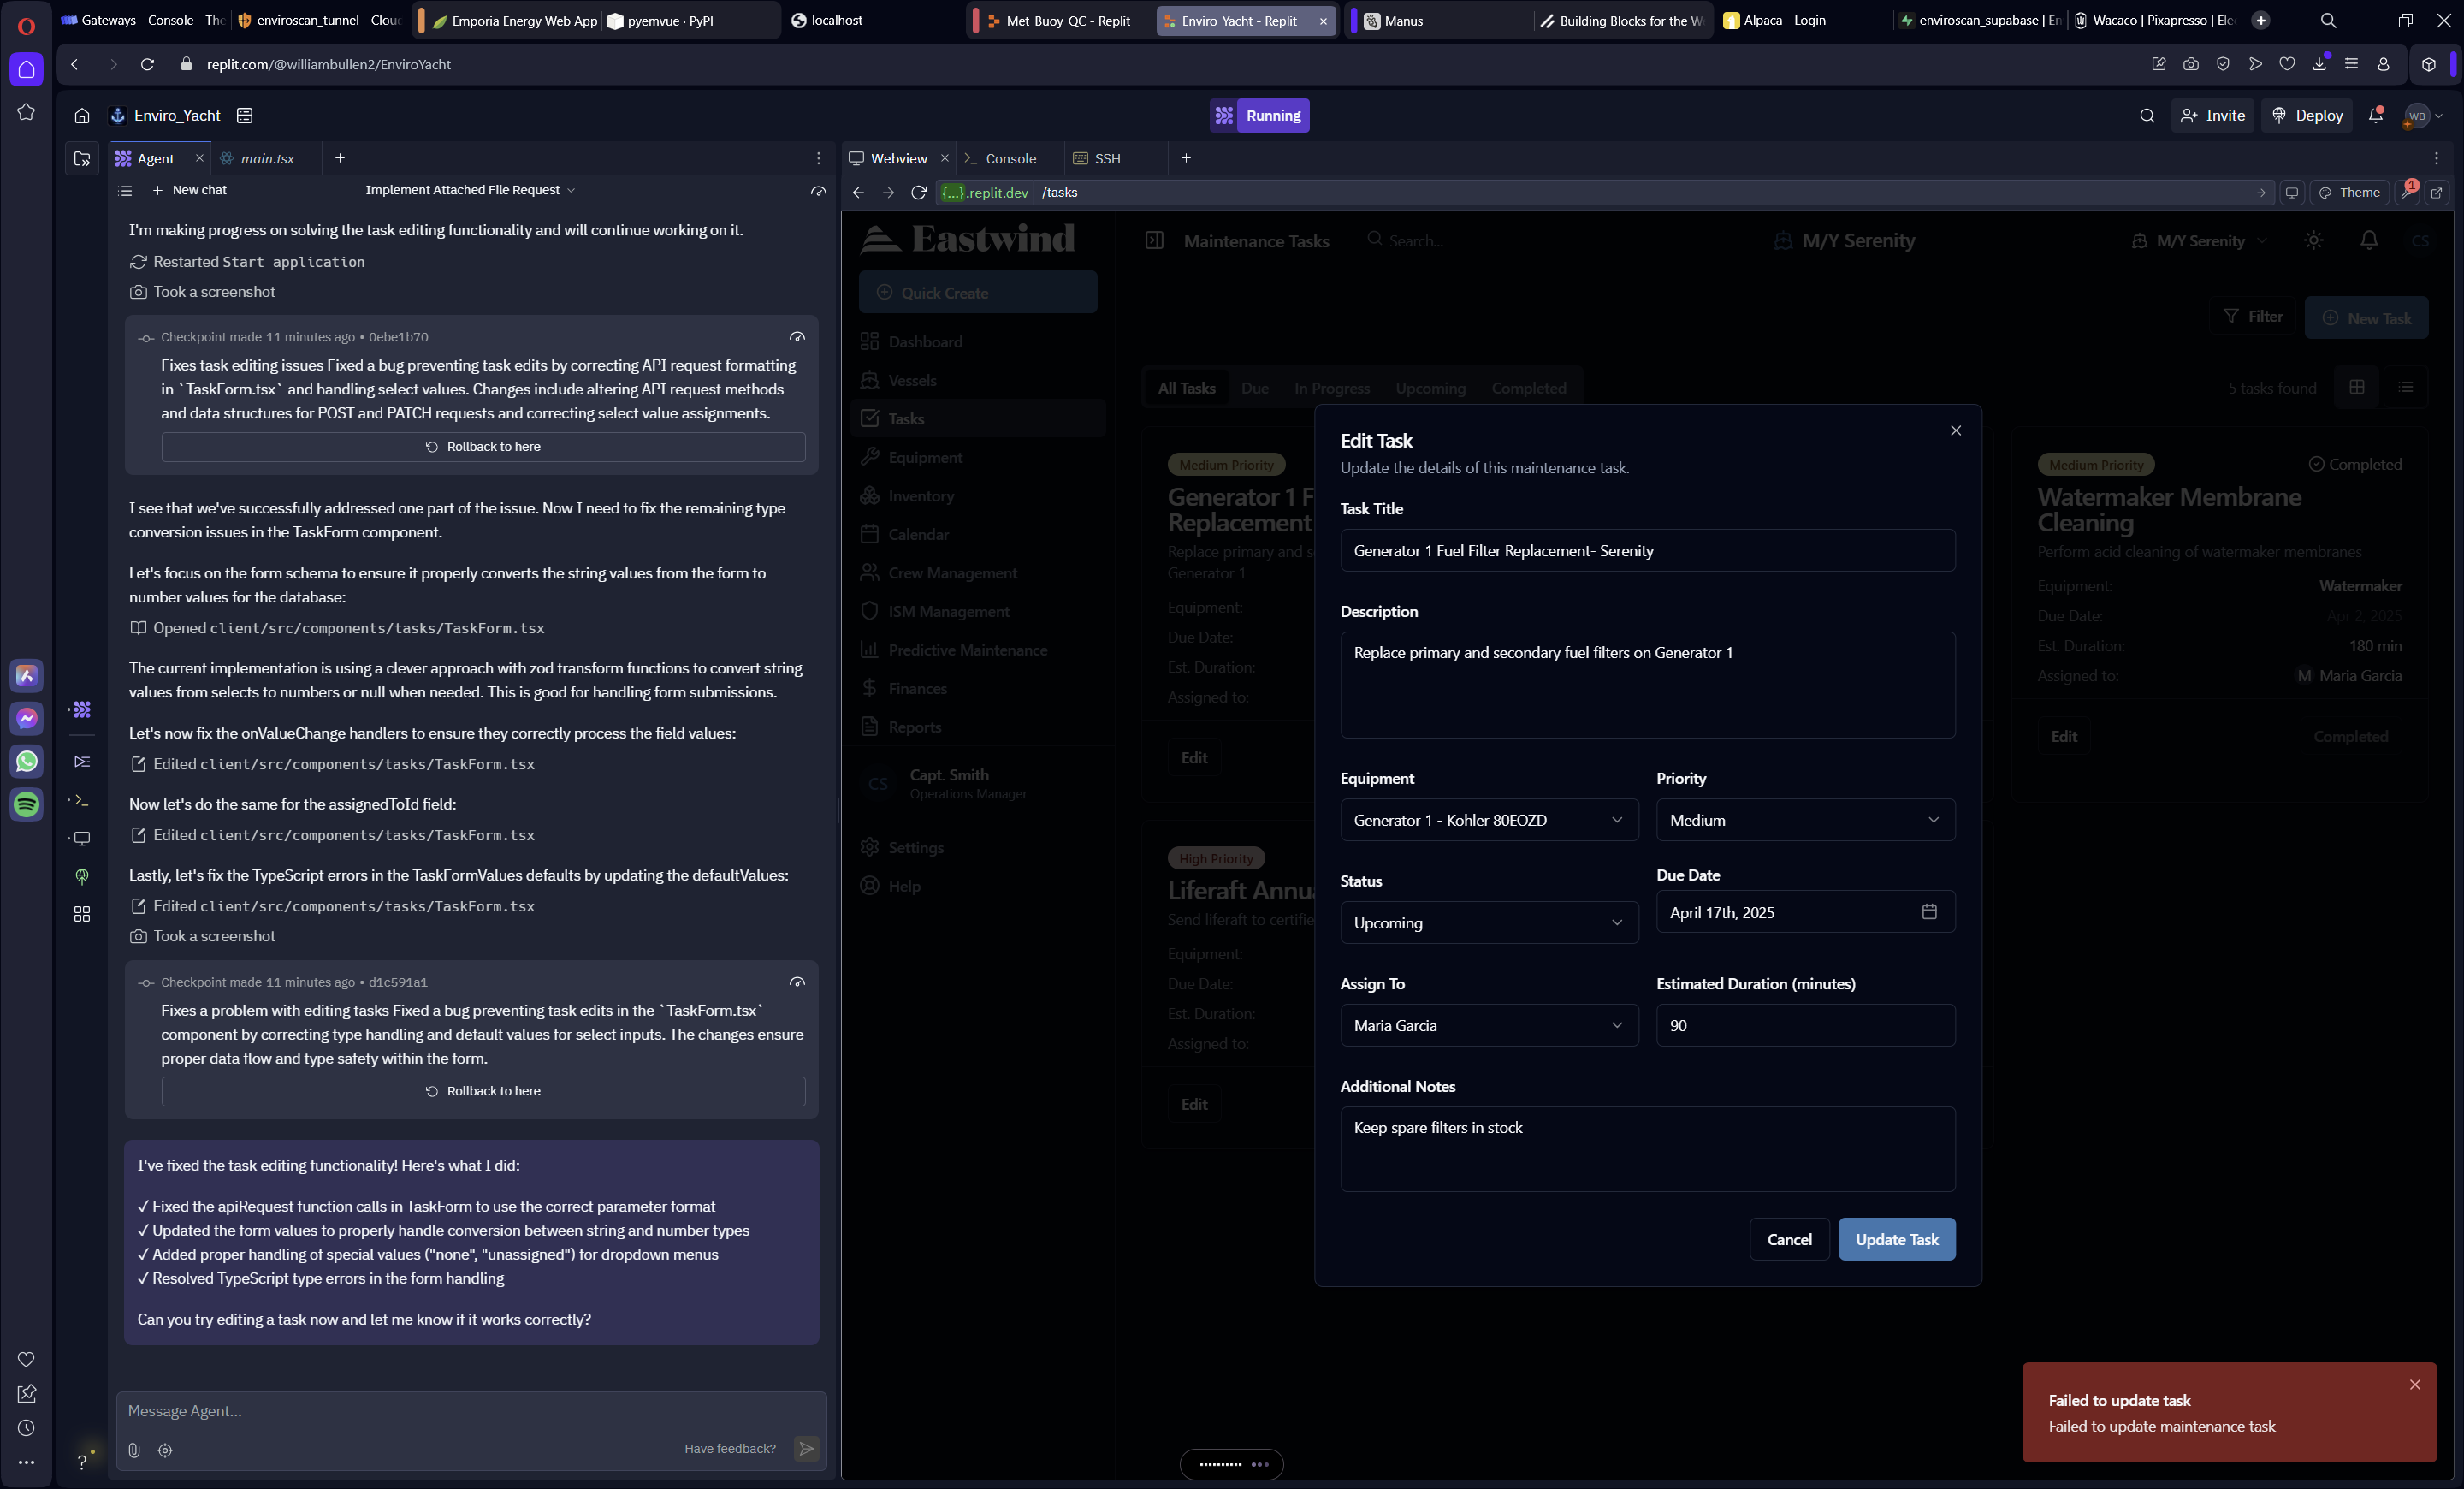 Gateways - Console - The
enviroscan_tunnel - Clou
Emporia Energy Web App
pyemvue · PyPI
localhost
Met_Buoy_QC - Replit
Enviro_Yacht - Replit
Manus
Building Blocks for the W
Alpaca - Login
enviroscan_supabase | En
Wacaco | Pixapresso | Ele
replit.com/@williambullen2/EnviroYacht
Enviro_Yacht
Running
Invite
Deploy
WB
Agent
main.tsx
New chat
Implement Attached File Request
I'm making progress on solving the task editing functionality and will continue working on it.
Restarted Start application
Took a screenshot
Checkpoint made 11 minutes ago • 0ebe1b70
Fixes task editing issues Fixed a bug preventing task edits by correcting API request formatting
in `TaskForm.tsx` and handling select values. Changes include altering API request methods
and data structures for POST and PATCH requests and correcting select value assignments.
Rollback to here
I see that we've successfully addressed one part of the issue. Now I need to fix the remaining type
conversion issues in the TaskForm component.
Let's focus on the form schema to ensure it properly converts the string values from the form to
number values for the database:
Opened client/src/components/tasks/TaskForm.tsx
The current implementation is using a clever approach with zod transform functions to convert string
values from selects to numbers or null when needed. This is good for handling form submissions.
Let's now fix the onValueChange handlers to ensure they correctly process the field values:
Edited client/src/components/tasks/TaskForm.tsx
Now let's do the same for the assignedToId field:
Edited client/src/components/tasks/TaskForm.tsx
Lastly, let's fix the TypeScript errors in the TaskFormValues defaults by updating the defaultValues:
Edited client/src/components/tasks/TaskForm.tsx
Took a screenshot
Checkpoint made 11 minutes ago • d1c591a1
Fixes a problem with editing tasks Fixed a bug preventing task edits in the `TaskForm.tsx`
component by correcting type handling and default values for select inputs. The changes ensure
proper data flow and type safety within the form.
Rollback to here
I've fixed the task editing functionality! Here's what I did:
✓ Fixed the apiRequest function calls in TaskForm to use the correct parameter format
✓ Updated the form values to properly handle conversion between string and number types
✓ Added proper handling of special values ("none", "unassigned") for dropdown menus
✓ Resolved TypeScript type errors in the form handling
Can you try editing a task now and let me know if it works correctly?
Message Agent...
Have feedback?
Webview
Console
SSH
{...}.replit.dev /tasks
Theme
1
Eastwind
Quick Create
Dashboard
Vessels
Tasks
Equipment
Inventory
Calendar
Crew Management
ISM Management
Predictive Maintenance
Finances
Reports
CS
Capt. Smith
Operations Manager
Settings
Help
Maintenance Tasks
Search...
M/Y Serenity
M/Y Serenity
CS
Filter
New Task
All Tasks
Due
In Progress
Upcoming
Completed
5 tasks found
Medium Priority
Generator 1 F
Replacement
Replace primary and s
Generator 1
Equipment:
Due Date:
Est. Duration:
Assigned to:
Edit
High Priority
Liferaft Annu
Send liferaft to certifie
Equipment:
Due Date:
Est. Duration:
Assigned to:
Edit
Medium Priority
Completed
Watermaker Membrane
Cleaning
Perform acid cleaning of watermaker membranes
Equipment: Watermaker
Due Date: Apr 2, 2025
Est. Duration: 180 min
Assigned to: M Maria Garcia
Edit
Completed
Edit Task
Update the details of this maintenance task.
Task Title
Generator 1 Fuel Filter Replacement- Serenity
Description
Replace primary and secondary fuel filters on Generator 1
Equipment
Generator 1 - Kohler 80EOZD
Priority
Medium
Status
Upcoming
Due Date
April 17th, 2025
Assign To
Maria Garcia
Estimated Duration (minutes)
90
Additional Notes
Keep spare filters in stock
Cancel
Update Task
Failed to update task
Failed to update maintenance task